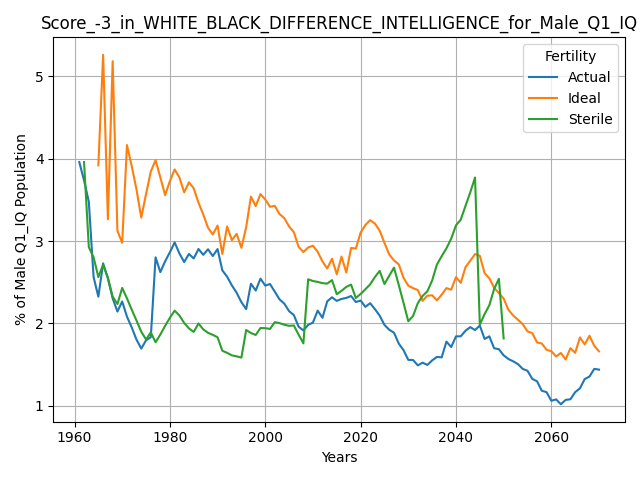 Score_-3_in_WHITE_BLACK_DIFFERENCE_INTELLIGENCE_for_Male_Q1_IQ
Fertility
Actual
Ideal
Sterile
% of Male Q1_IQ Population
5
4
3
2
1
1960
1980
2000
2020
2040
2060
Years